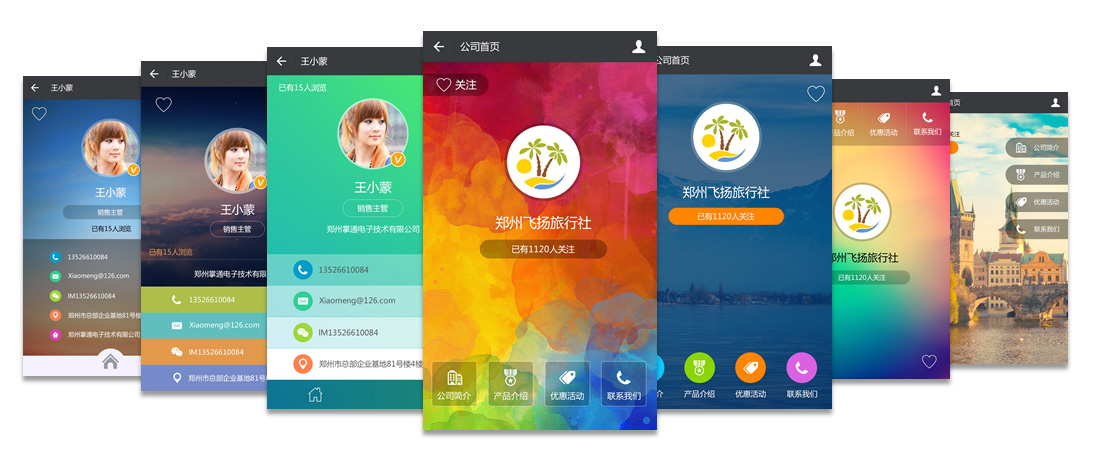 王小蒙
王小蒙
销售主管
已有15人浏览
13526610084
Xiaomeng@126.com
IM13526610084
郑州市总部企业基地81号楼
郑州掌通电子技术有限公司
王小蒙
王小蒙
销售主管
已有15人浏览
郑州掌通电子技术有限
13526610084
Xiaomeng@126.com
IM13526610084
郑州市总部企业基地81号
王小蒙
已有15人浏览
王小蒙
销售主管
郑州掌通电子技术有限公司
13526610084
Xiaomeng@126.com
IM13526610084
郑州市总部企业基地81号楼4楼
公司首页
关注
郑州飞扬旅行社
已有1120人关注
公司简介
产品介绍
优惠活动
联系我们
公司首页
郑州飞扬旅行社
已有1120人关注
介
产品介绍
优惠活动
联系我们
产品介绍
优惠活动
联系我们
郑州飞扬旅行社
已有1120人关注
首页
关注
公司简介
产品介绍
优惠活动
联系我们